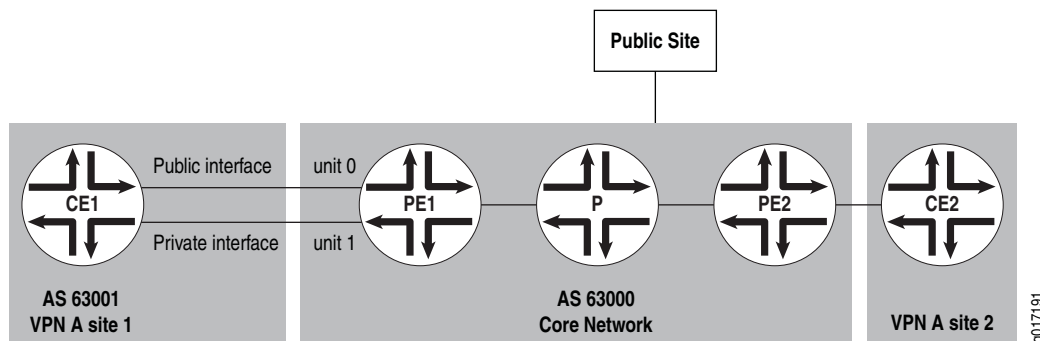 Public Site
Public interface
unit 0
CE1
PE1
P
PE2
CE2
Private interface
unit 1
AS 63001
VPN A site 1
AS 63000
Core Network
VPN A site 2
g017191